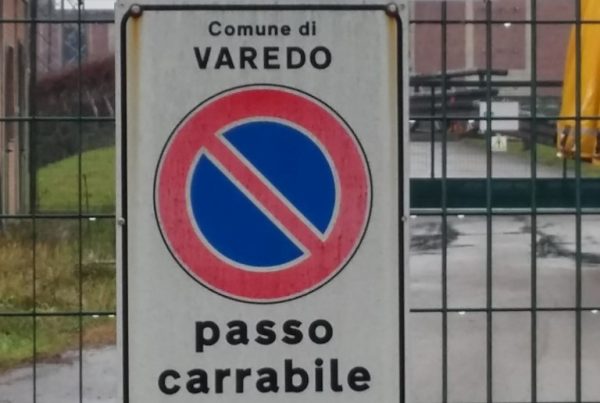 Comune di
VAREDO
passo
carrabile